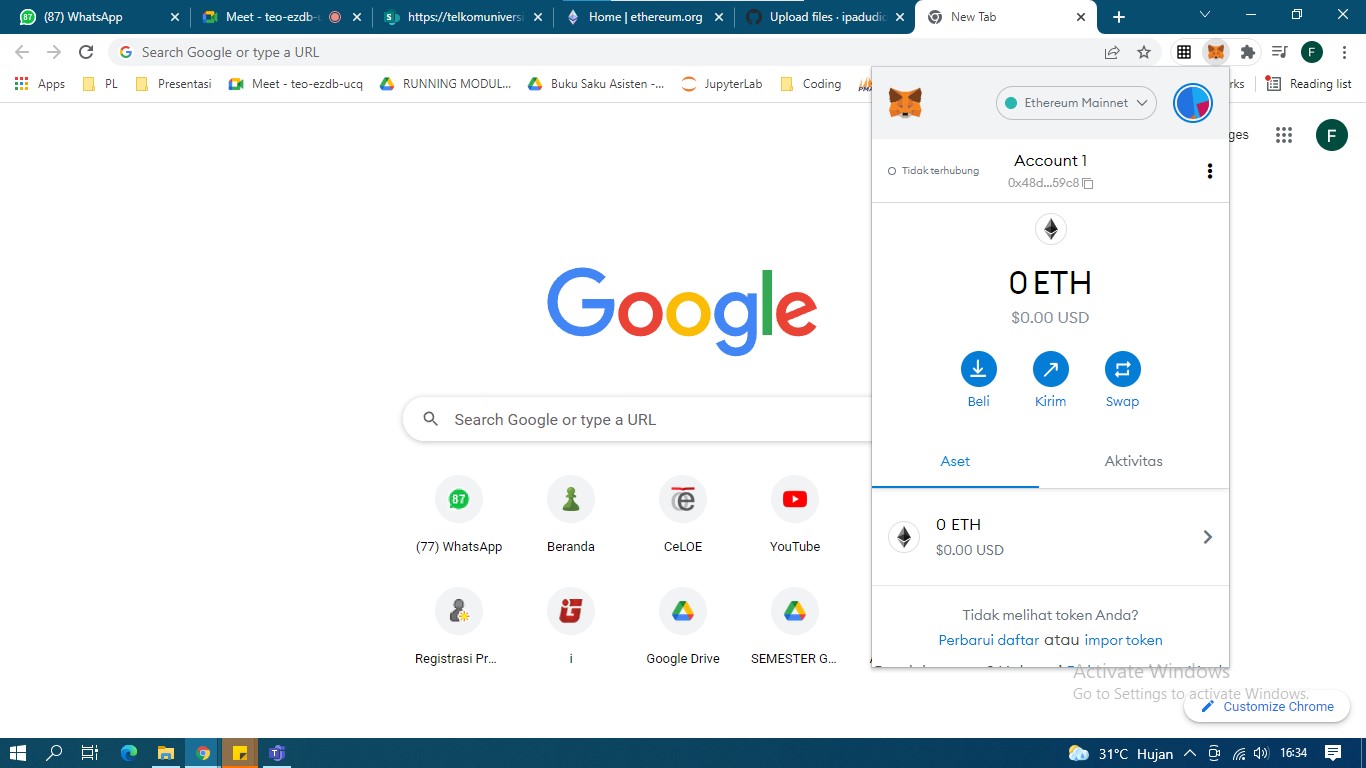 (87) WhatsApp
Meet - teo-ezdb-u
https://telkomuniversi
Home | ethereum.org
Upload files · ipadudic
New Tab
Search Google or type a URL
F
Apps
PL
Presentasi
Meet - teo-ezdb-ucq
RUNNING MODUL...
Buku Saku Asisten -...
JupyterLab
Coding
rks
Reading list
Ethereum Mainnet
ges
F
Tidak terhubung
Account 1
0x48d...59c8
0 ETH
$0.00 USD
Beli
Kirim
Swap
Google
Search Google or type a URL
Aset
Aktivitas
87
(77) WhatsApp
Beranda
CeLOE
YouTube
0 ETH
$0.00 USD
Registrasi Pr...
i
Google Drive
SEMESTER G...
Tidak melihat token Anda?
Perbarui daftar atau impor token
Activate Windows
Go to Settings to activate Windows.
Customize Chrome
31°C Hujan
16:34